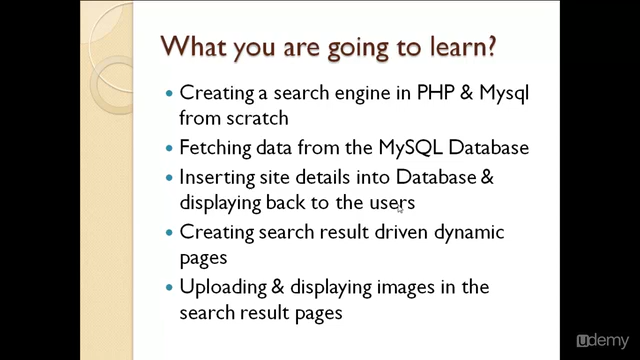 What you are going to learn?
Creating a search engine in PHP & Mysql
from scratch
Fetching data from the MySQL Database
Inserting site details into Database &
displaying back to the users
Creating search result driven dynamic
pages
Uploading & displaying images in the
search result pages
udemy